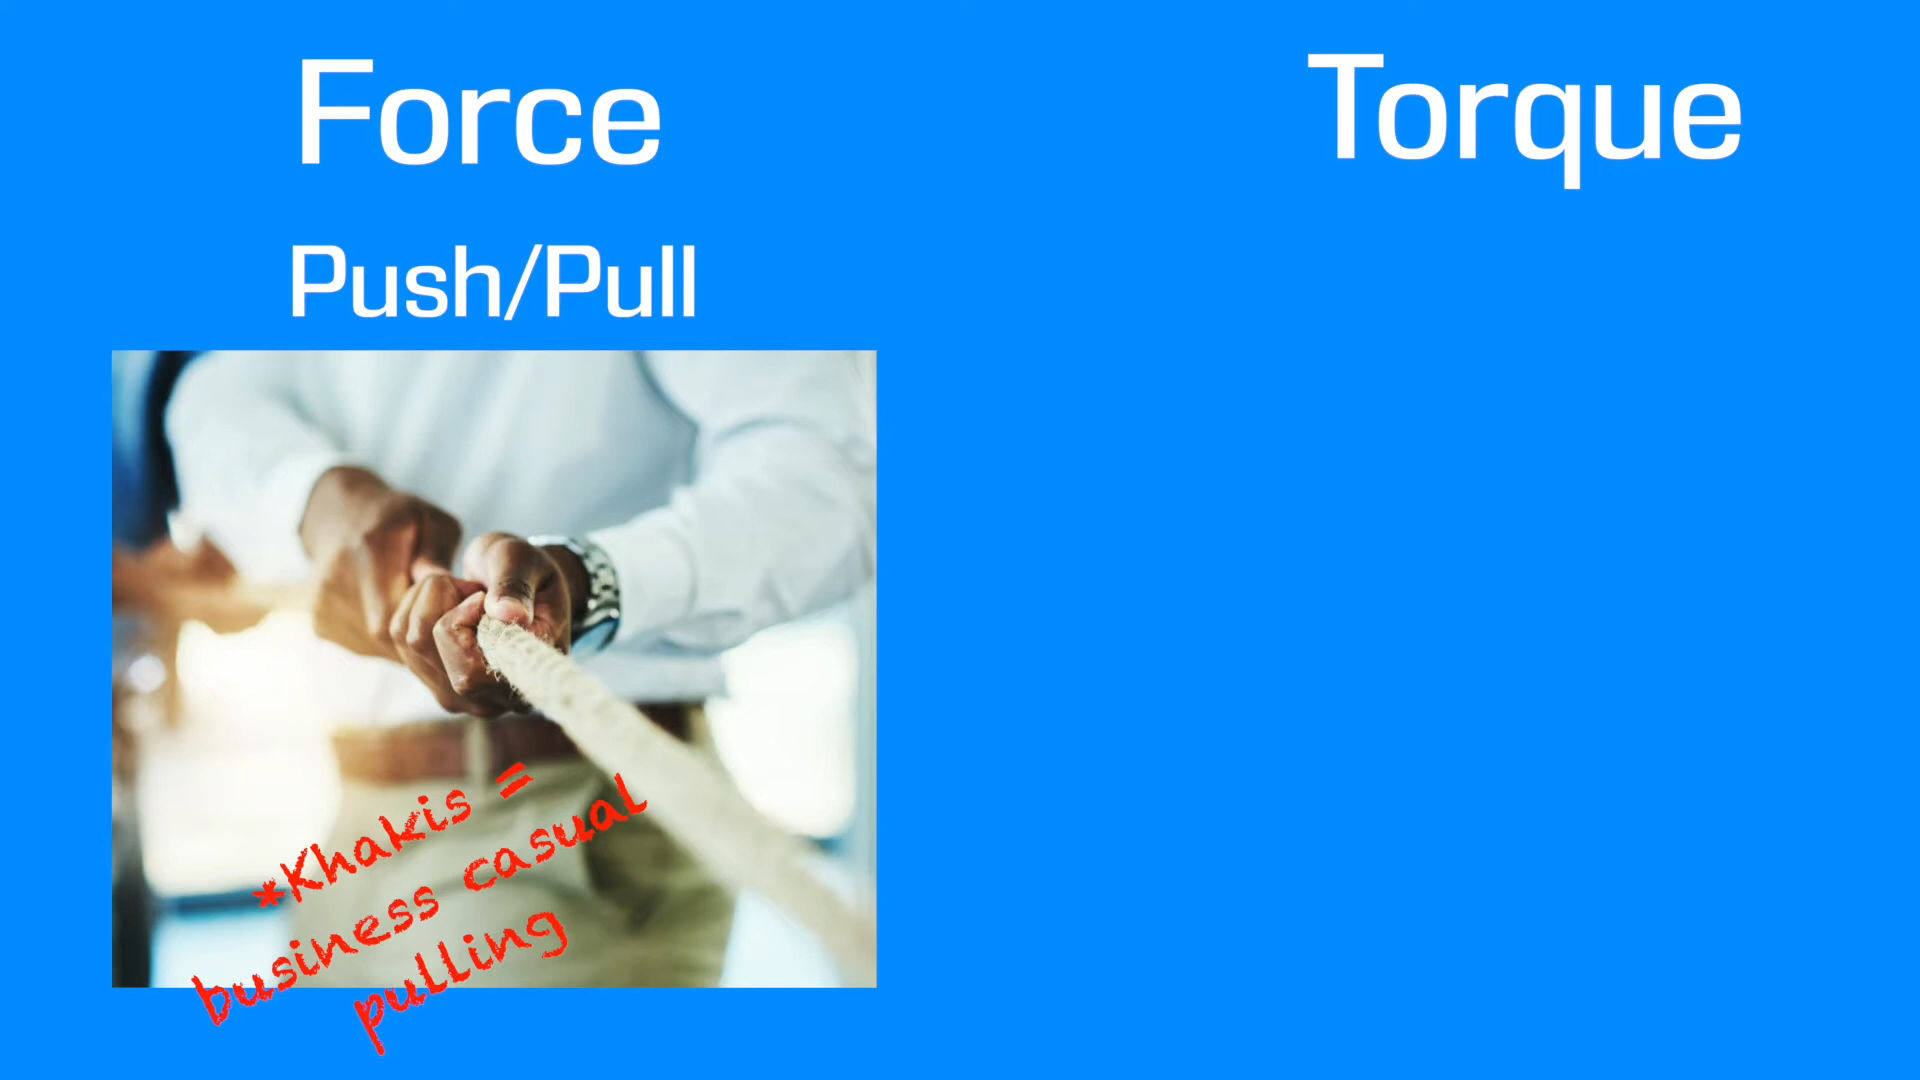 Force
Torque
Push/Pull
*Khakis =
business casual
pulling